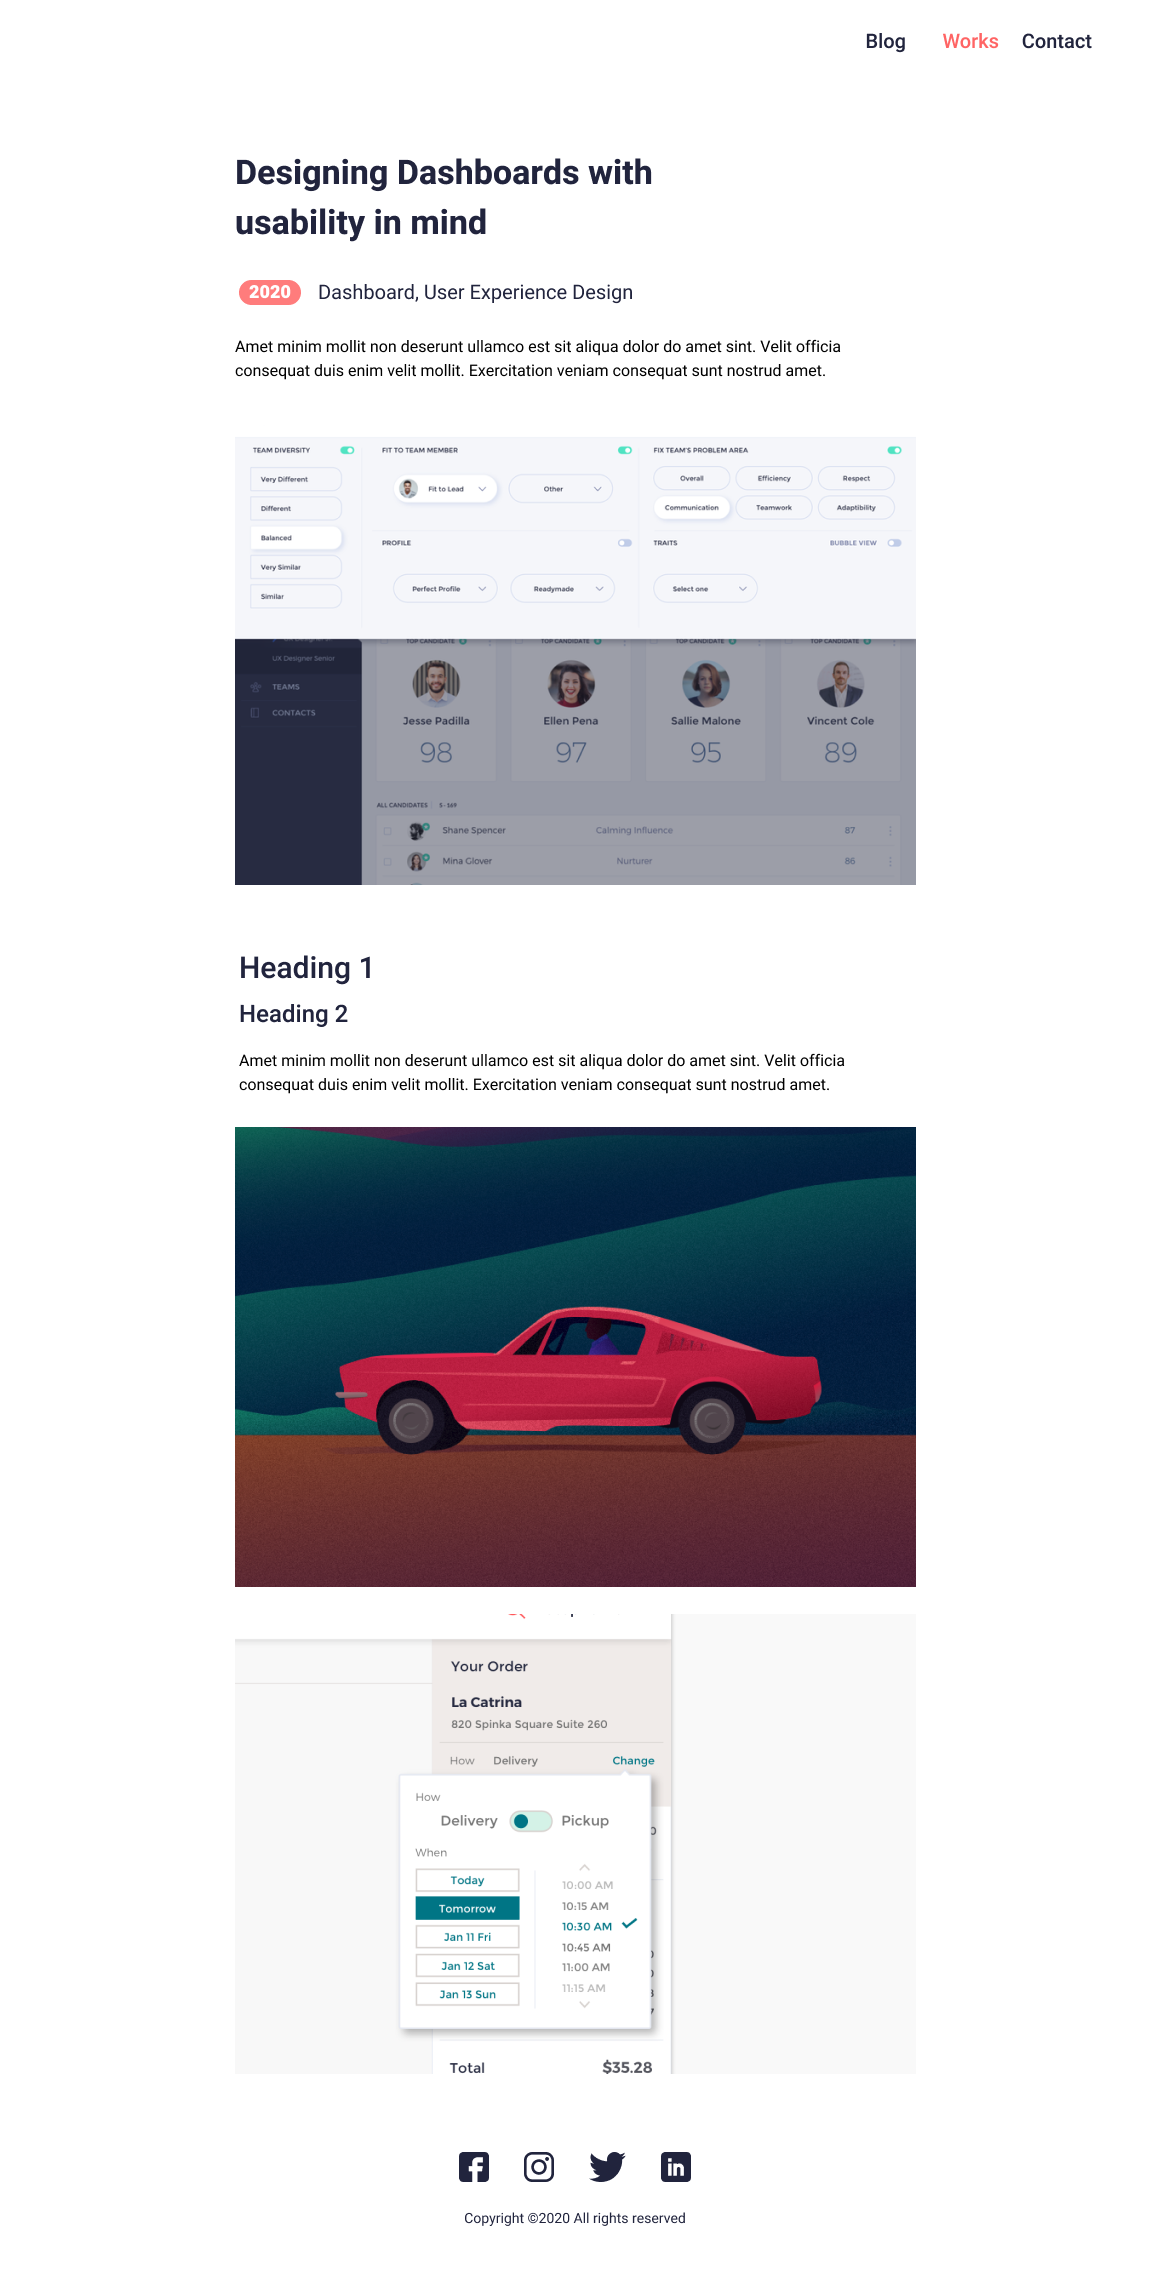 Blog Works Contact
Designing Dashboards with
usability in mind
2020 Dashboard, User Experience Design
Amet minim mollit non deserunt ullamco est sit aliqua dolor do amet sint. Velit officia
consequat duis enim velit mollit. Exercitation veniam consequat sunt nostrud amet.
TEAM DIVERSITY
Very Different
Different
Balanced
Very Similar
Similar
FIT TO TEAM MEMBER
Fit to Lead Other
PROFILE
Perfect Profile Readymade
FIX TEAM'S PROBLEM AREA
Overall Efficiency Respect
Communication Teamwork Adaptibility
TRAITS BUBBLE VIEW
Select one
UX Designer Senior
TEAMS
CONTACTS
TOP CANDIDATE TOP CANDIDATE TOP CANDIDATE TOP CANDIDATE
Jesse Padilla Ellen Pena Sallie Malone Vincent Cole
98 97 95 89
ALL CANDIDATES 5 - 169
Shane Spencer Calming Influence 87
Mina Glover Nurturer 86
Heading 1
Heading 2
Amet minim mollit non deserunt ullamco est sit aliqua dolor do amet sint. Velit officia
consequat duis enim velit mollit. Exercitation veniam consequat sunt nostrud amet.
Your Order
La Catrina
820 Spinka Square Suite 260
How Delivery Change
How
Delivery Pickup
When
Today
Tomorrow
Jan 11 Fri
Jan 12 Sat
Jan 13 Sun
10:00 AM
10:15 AM
10:30 AM
10:45 AM
11:00 AM
11:15 AM
Total $35.28
Copyright ©2020 All rights reserved